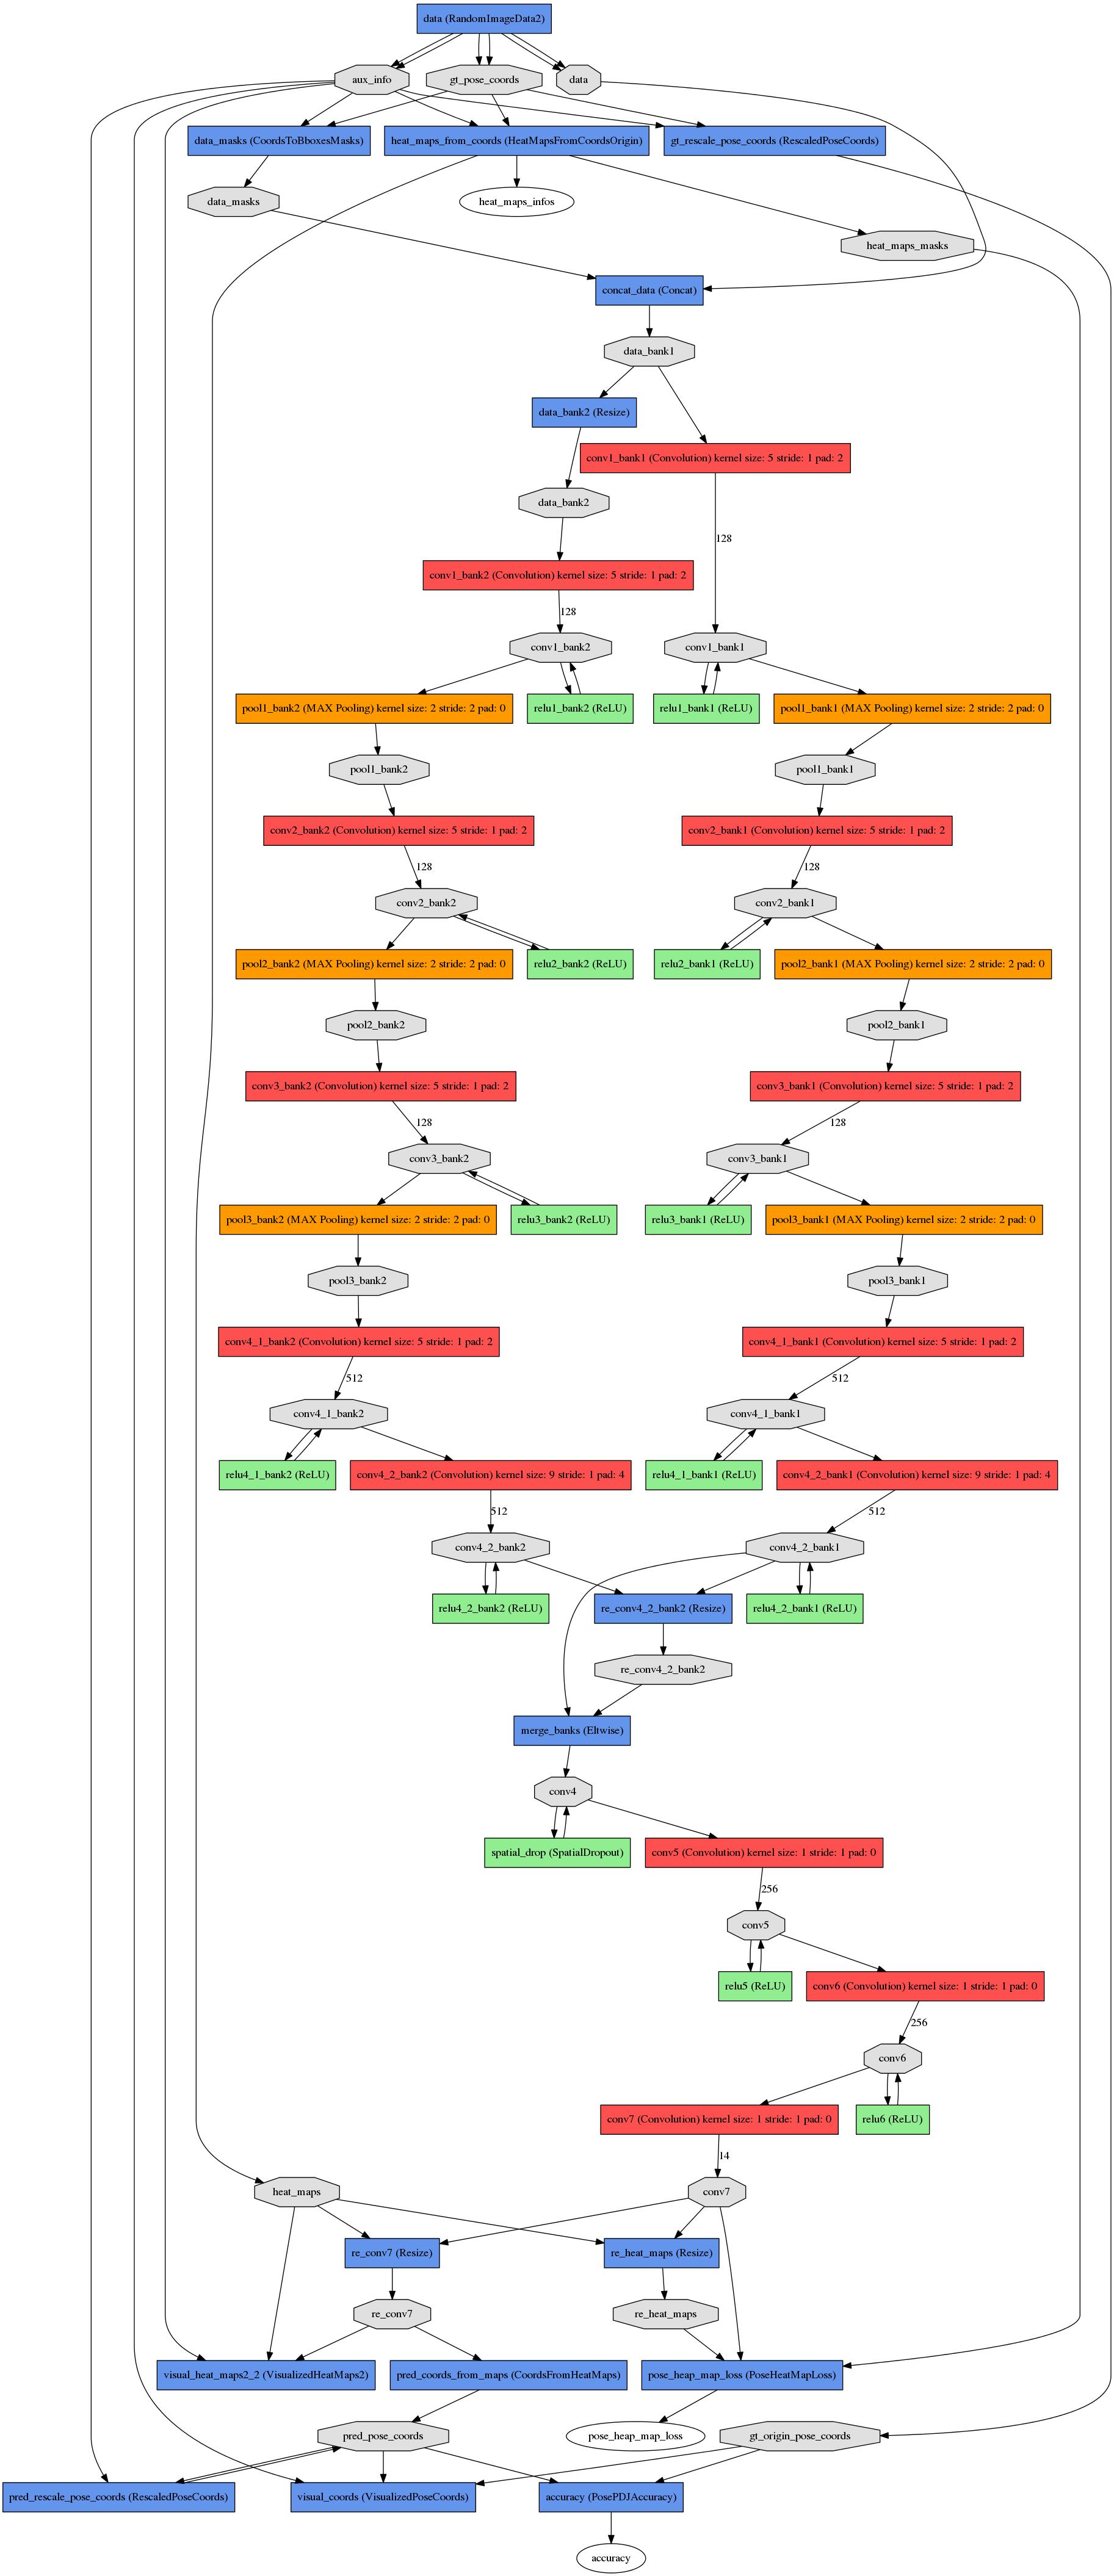 data (RandomImageData2)
aux_info
gt_pose_coords
data
data_masks (CoordsToBboxesMasks)
heat_maps_from_coords (HeatMapsFromCoordsOrigin)
gt_rescale_pose_coords (RescaledPoseCoords)
data_masks
heat_maps_infos
heat_maps_masks
concat_data (Concat)
data_bank1
data_bank2 (Resize)
conv1_bank1 (Convolution) kernel size: 5 stride: 1 pad: 2
data_bank2
128
conv1_bank2 (Convolution) kernel size: 5 stride: 1 pad: 2
128
conv1_bank2
conv1_bank1
pool1_bank2 (MAX Pooling) kernel size: 2 stride: 2 pad: 0
relu1_bank2 (ReLU)
relu1_bank1 (ReLU)
pool1_bank1 (MAX Pooling) kernel size: 2 stride: 2 pad: 0
pool1_bank2
pool1_bank1
conv2_bank2 (Convolution) kernel size: 5 stride: 1 pad: 2
conv2_bank1 (Convolution) kernel size: 5 stride: 1 pad: 2
128
128
conv2_bank2
conv2_bank1
pool2_bank2 (MAX Pooling) kernel size: 2 stride: 2 pad: 0
relu2_bank2 (ReLU)
relu2_bank1 (ReLU)
pool2_bank1 (MAX Pooling) kernel size: 2 stride: 2 pad: 0
pool2_bank2
pool2_bank1
conv3_bank2 (Convolution) kernel size: 5 stride: 1 pad: 2
conv3_bank1 (Convolution) kernel size: 5 stride: 1 pad: 2
128
128
conv3_bank2
conv3_bank1
pool3_bank2 (MAX Pooling) kernel size: 2 stride: 2 pad: 0
relu3_bank2 (ReLU)
relu3_bank1 (ReLU)
pool3_bank1 (MAX Pooling) kernel size: 2 stride: 2 pad: 0
pool3_bank2
pool3_bank1
conv4_1_bank2 (Convolution) kernel size: 5 stride: 1 pad: 2
conv4_1_bank1 (Convolution) kernel size: 5 stride: 1 pad: 2
512
512
conv4_1_bank2
conv4_1_bank1
relu4_1_bank2 (ReLU)
conv4_2_bank2 (Convolution) kernel size: 9 stride: 1 pad: 4
relu4_1_bank1 (ReLU)
conv4_2_bank1 (Convolution) kernel size: 9 stride: 1 pad: 4
512
512
conv4_2_bank2
conv4_2_bank1
relu4_2_bank2 (ReLU)
re_conv4_2_bank2 (Resize)
relu4_2_bank1 (ReLU)
re_conv4_2_bank2
merge_banks (Eltwise)
conv4
spatial_drop (SpatialDropout)
conv5 (Convolution) kernel size: 1 stride: 1 pad: 0
256
conv5
relu5 (ReLU)
conv6 (Convolution) kernel size: 1 stride: 1 pad: 0
256
conv6
conv7 (Convolution) kernel size: 1 stride: 1 pad: 0
relu6 (ReLU)
14
heat_maps
conv7
re_conv7 (Resize)
re_heat_maps (Resize)
re_conv7
re_heat_maps
visual_heat_maps2_2 (VisualizedHeatMaps2)
pred_coords_from_maps (CoordsFromHeatMaps)
pose_heap_map_loss (PoseHeatMapLoss)
pred_pose_coords
pose_heap_map_loss
gt_origin_pose_coords
pred_rescale_pose_coords (RescaledPoseCoords)
visual_coords (VisualizedPoseCoords)
accuracy (PosePDJAccuracy)
accuracy